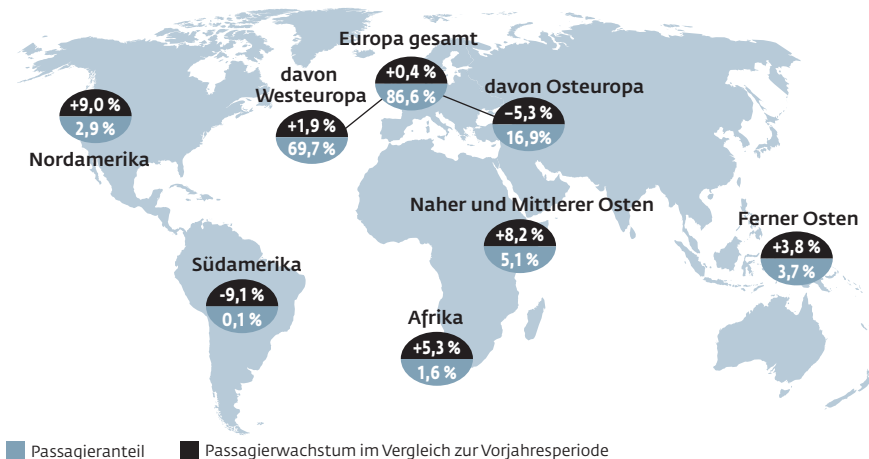 Europa gesamt
+0,4 %
86,6 %
davon
Westeuropa
+1,9 %
69,7 %
davon Osteuropa
–5,3 %
16,9%
+9,0 %
2,9 %
Nordamerika
Naher und Mittlerer Osten
+8,2 %
5,1 %
Ferner Osten
+3,8 %
3,7 %
Südamerika
-9,1 %
0,1 %
Afrika
+5,3 %
1,6 %
Passagieranteil
Passagierwachstum im Vergleich zur Vorjahresperiode